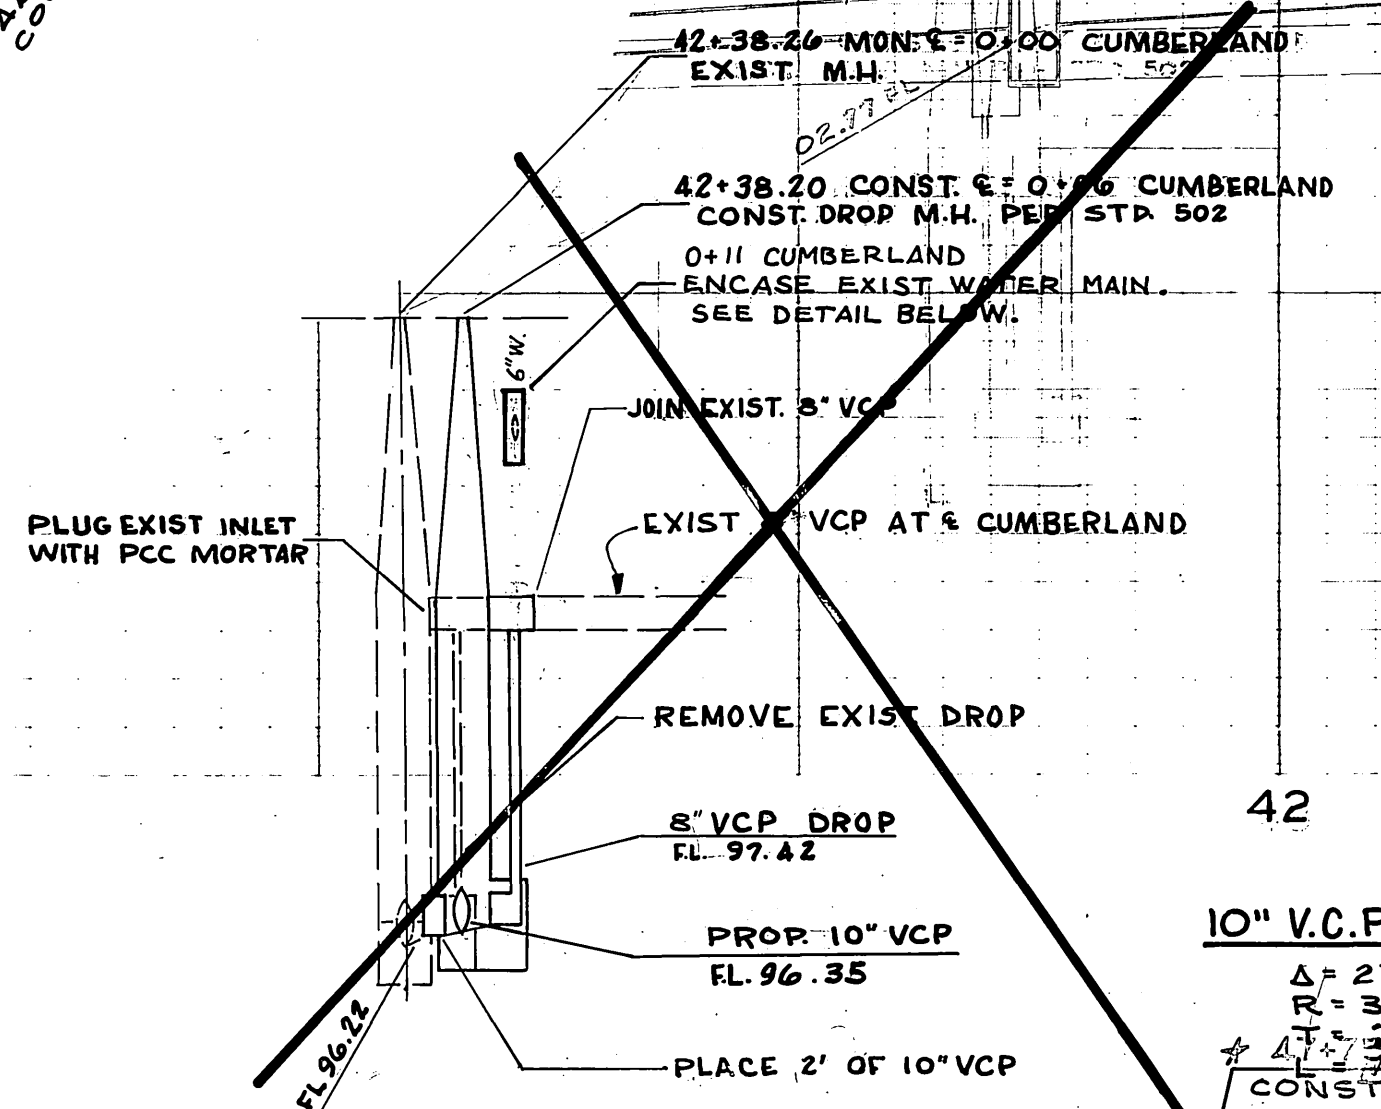 42+38.26 MON. ℄ = 0+00 CUMBERLAND
EXIST. M.H.
502
02.77 FL
42+38.20 CONST. ℄ = 0+06 CUMBERLAND
CONST. DROP M.H. PER STD. 502
0+11 CUMBERLAND
ENCASE EXIST WATER MAIN.
SEE DETAIL BELOW.
6"W.
JOIN EXIST. 8" VCP
PLUG EXIST INLET
WITH PCC MORTAR
EXIST VCP AT ℄ CUMBERLAND
REMOVE EXIST DROP
42
8" VCP DROP
F.L. 97.42
10" V.C.P
PROP. 10" VCP
F.L. 96.35
Δ = 2
R = 3
T =
L =
FL 96.22
PLACE 2' OF 10" VCP
CONST